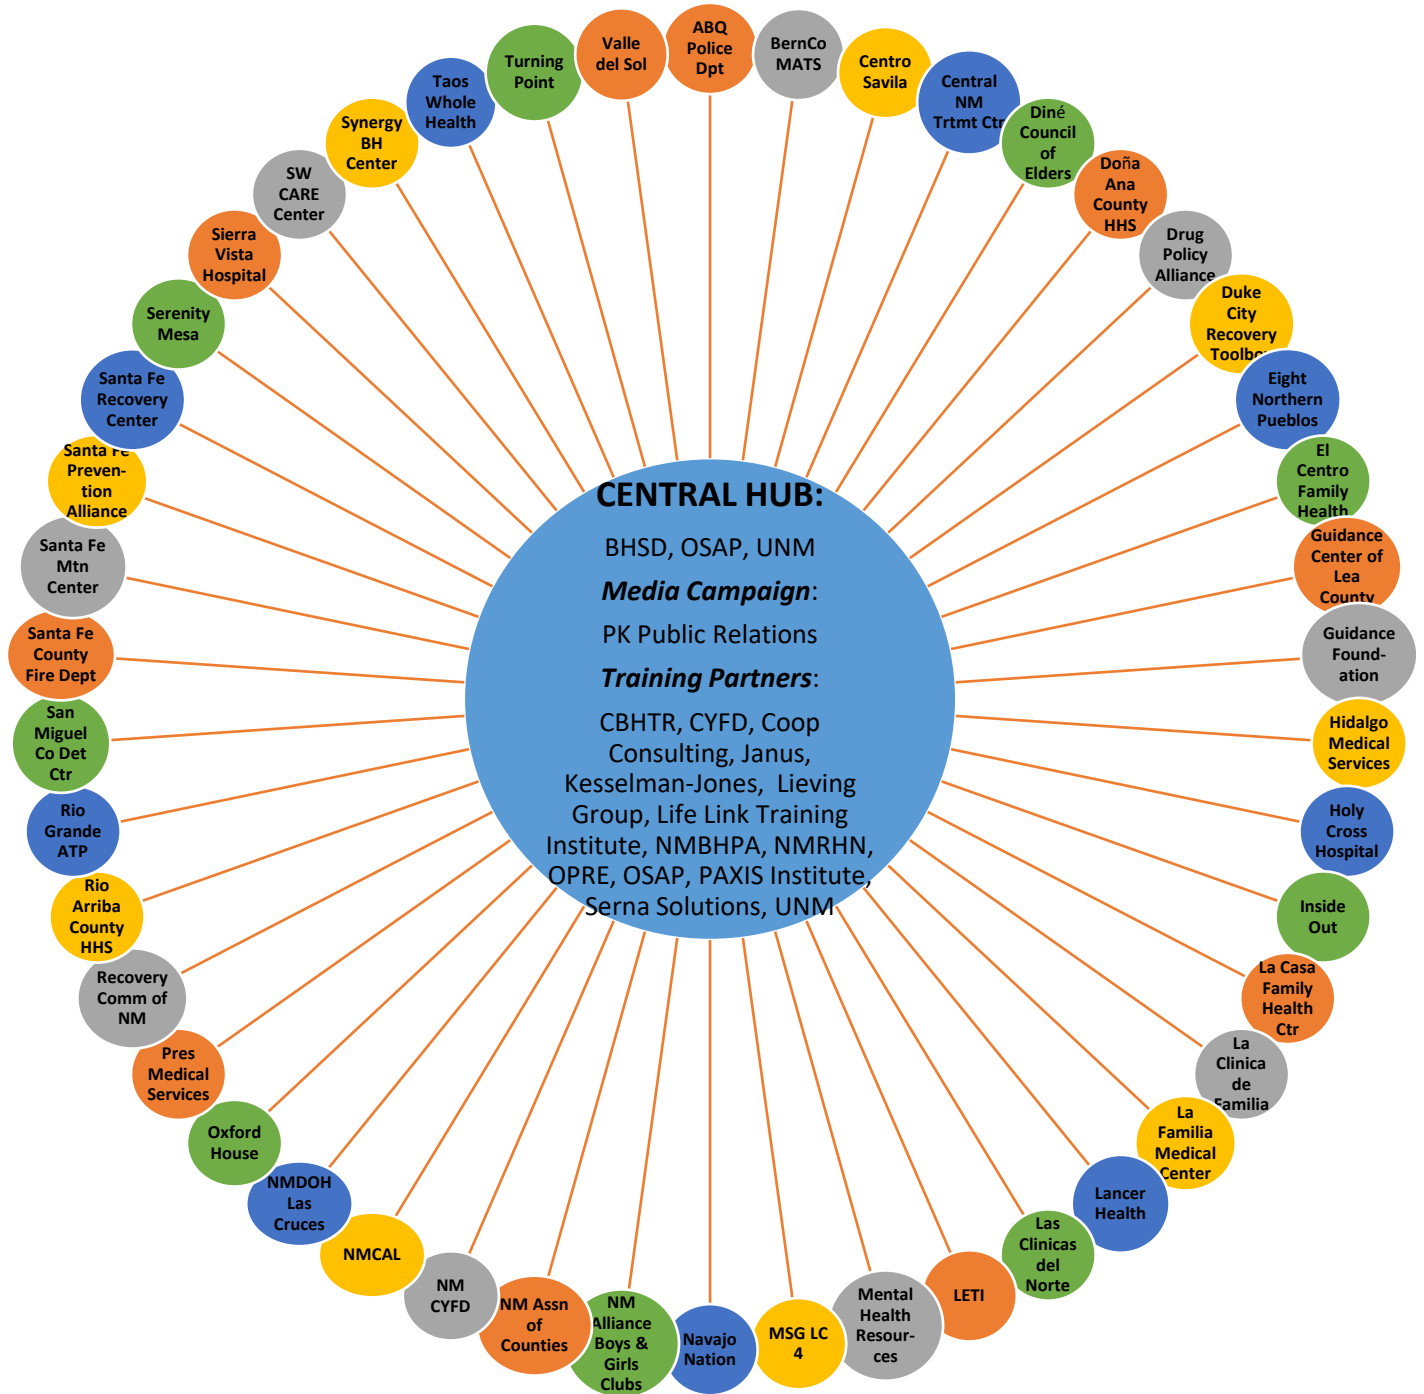 CENTRAL HUB:
BHSD, OSAP, UNM
Media Campaign:
PK Public Relations
Training Partners:
CBHTR, CYFD, Coop
Consulting, Janus,
Kesselman-Jones, Lieving
Group, Life Link Training
Institute, NMBHPA, NMRHN,
OPRE, OSAP, PAXIS Institute,
Serna Solutions, UNM
ABQ
Police
Dpt
BernCo
MATS
Centro
Savila
Central
NM
Trtmt Ctr
Diné
Council
of
Elders
Doña
Ana
County
HHS
Drug
Policy
Alliance
Duke
City
Recovery
Toolbox
Eight
Northern
Pueblos
El
Centro
Family
Health
Guidance
Center of
Lea
County
Guidance
Found-
ation
Hidalgo
Medical
Services
Holy
Cross
Hospital
Inside
Out
La Casa
Family
Health
Ctr
La
Clinica
de
Familia
La
Familia
Medical
Center
Lancer
Health
Las
Clinicas
del
Norte
LETI
Mental
Health
Resour-
ces
MSG LC
4
Navajo
Nation
NM
Alliance
Boys &
Girls
Clubs
NM Assn
of
Counties
NM
CYFD
NMCAL
NMDOH
Las
Cruces
Oxford
House
Pres
Medical
Services
Recovery
Comm of
NM
Rio
Arriba
County
HHS
Rio
Grande
ATP
San
Miguel
Co Det
Ctr
Santa Fe
County
Fire Dept
Santa Fe
Mtn
Center
Santa Fe
Preven-
tion
Alliance
Santa Fe
Recovery
Center
Serenity
Mesa
Sierra
Vista
Hospital
SW
CARE
Center
Synergy
BH
Center
Taos
Whole
Health
Turning
Point
Valle
del Sol